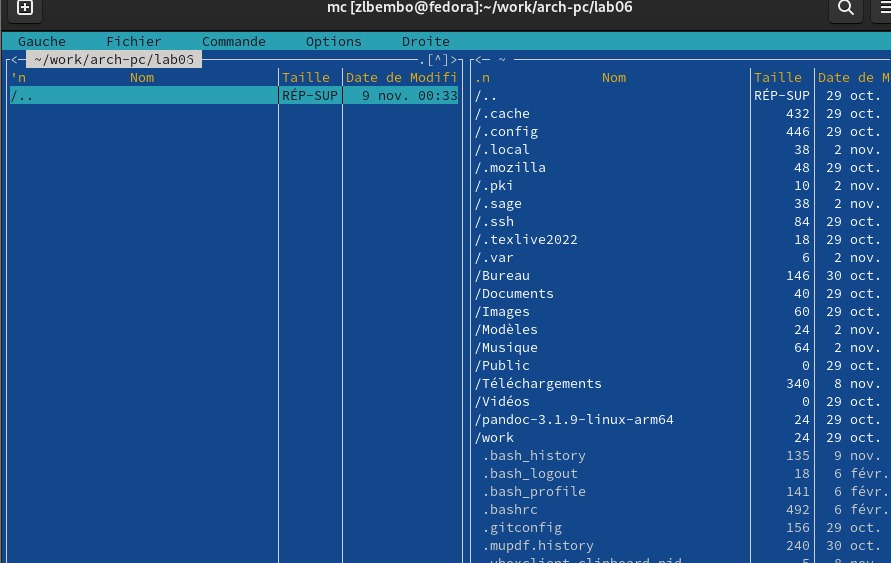 mc [zlbembo@fedora]:~/work/arch-pc/lab06
Gauche Fichier Commande Options Droite
<─ ~/work/arch-pc/lab06 .[^]>
'n Nom Taille Date de Modifi
/.. RÉP-SUP 9 nov. 00:33
<─ ~
.n Nom Taille Date de M
/.. RÉP-SUP 29 oct.
/.cache 432 29 oct.
/.config 446 29 oct.
/.local 38 2 nov.
/.mozilla 48 29 oct.
/.pki 10 2 nov.
/.sage 38 2 nov.
/.ssh 84 29 oct.
/.texlive2022 18 29 oct.
/.var 6 2 nov.
/Bureau 146 30 oct.
/Documents 40 29 oct.
/Images 60 29 oct.
/Modèles 24 2 nov.
/Musique 64 2 nov.
/Public 0 29 oct.
/Téléchargements 340 8 nov.
/Vidéos 0 29 oct.
/pandoc-3.1.9-linux-arm64 24 29 oct.
/work 24 29 oct.
.bash_history 135 9 nov.
.bash_logout 18 6 févr.
.bash_profile 141 6 févr.
.bashrc 492 6 févr.
.gitconfig 156 29 oct.
.mupdf.history 240 30 oct.